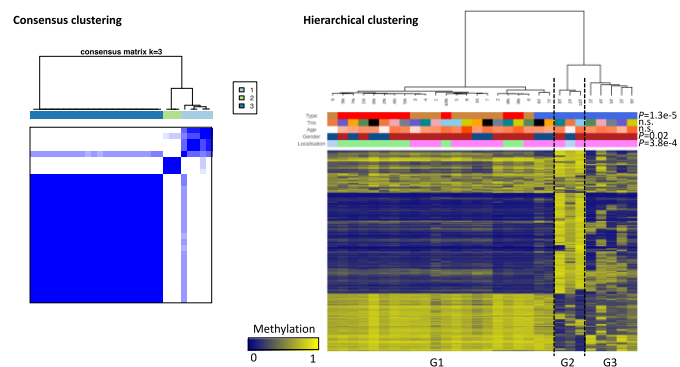 Consensus clustering
Hierarchical clustering
consensus matrix k=3
1
2
3
Type
P=1.3e-5
Trio
n.s.
Age
n.s.
Gender
P=0.02
Localisation
P=3.8e-4
Methylation
0
1
G1
G2
G3